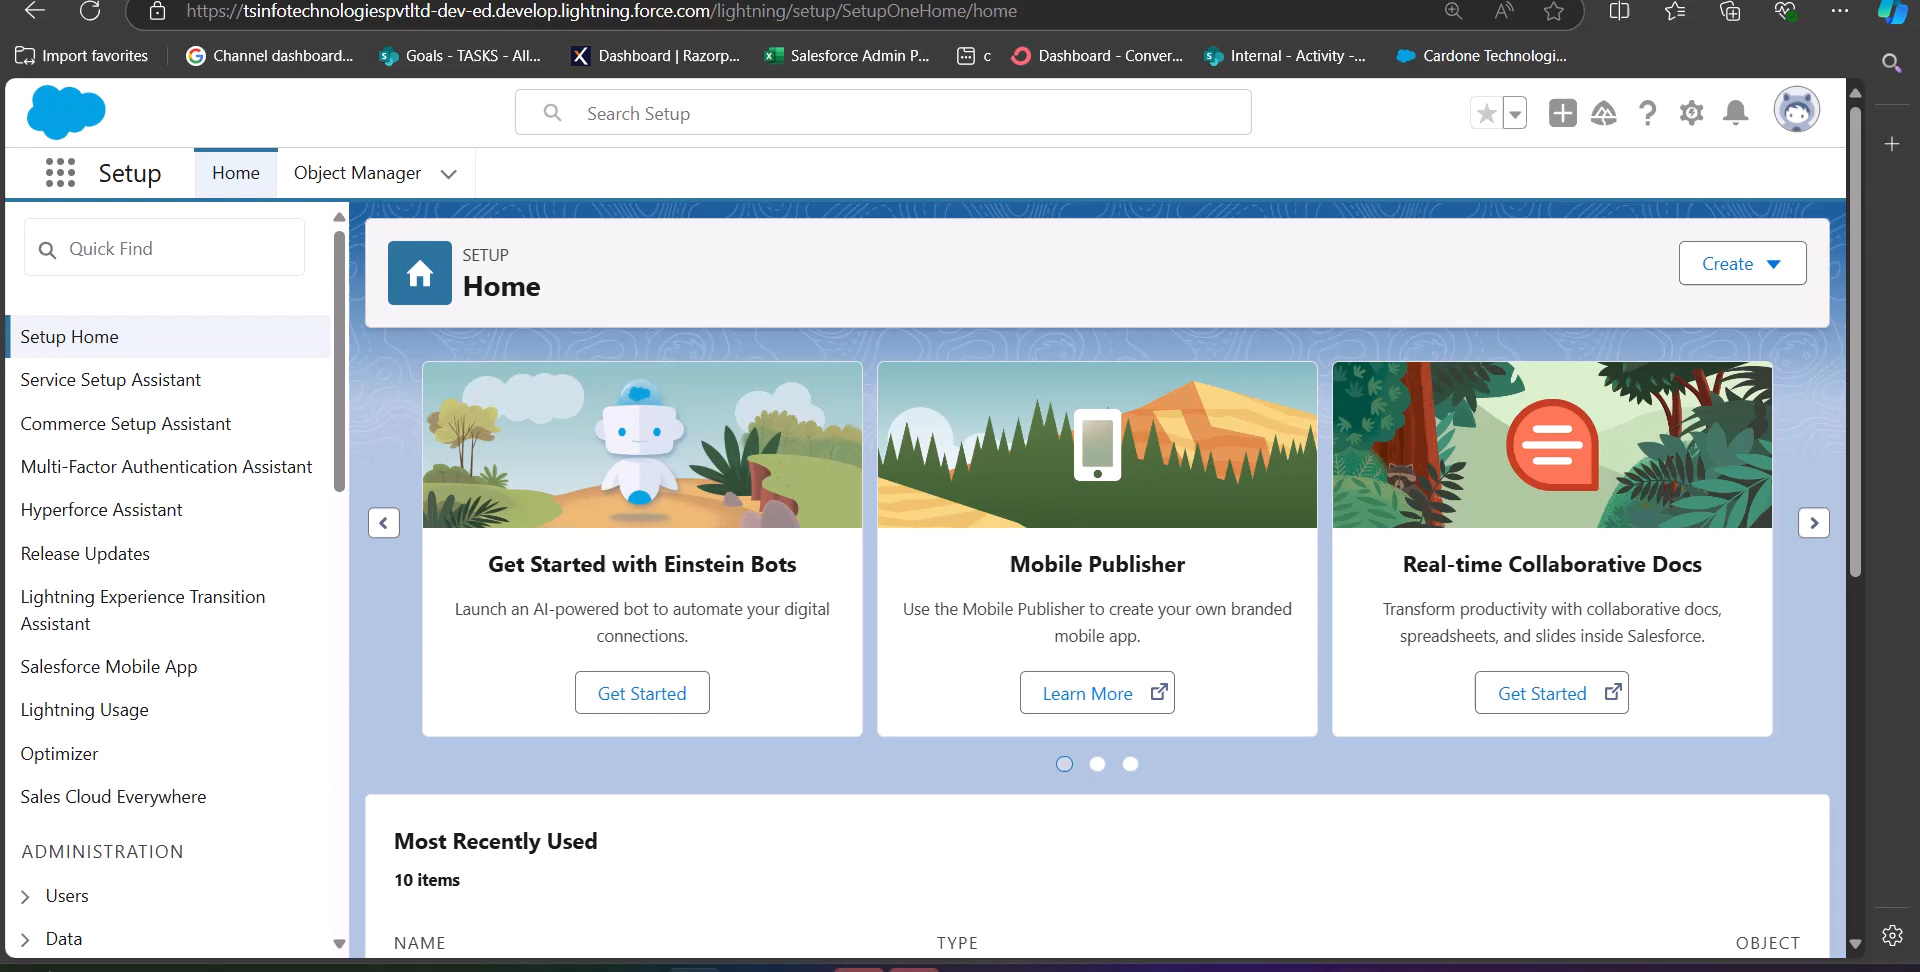 https://tsinfotechnologiespvtltd-dev-ed.develop.lightning.force.com/lightning/setup/SetupOneHome/home
Import favorites
Channel dashboard...
Goals - TASKS - All...
Dashboard | Razorp...
Salesforce Admin P...
c
Dashboard - Conver...
Internal - Activity -...
Cardone Technologi...
Search Setup
Setup
Home
Object Manager
Quick Find
Setup Home
Service Setup Assistant
Commerce Setup Assistant
Multi-Factor Authentication Assistant
Hyperforce Assistant
Release Updates
Lightning Experience Transition
Assistant
Salesforce Mobile App
Lightning Usage
Optimizer
Sales Cloud Everywhere
ADMINISTRATION
Users
Data
SETUP
Home
Create
Get Started with Einstein Bots
Launch an AI-powered bot to automate your digital
connections.
Get Started
Mobile Publisher
Use the Mobile Publisher to create your own branded
mobile app.
Learn More
Real-time Collaborative Docs
Transform productivity with collaborative docs,
spreadsheets, and slides inside Salesforce.
Get Started
Most Recently Used
10 items
NAME
TYPE
OBJECT